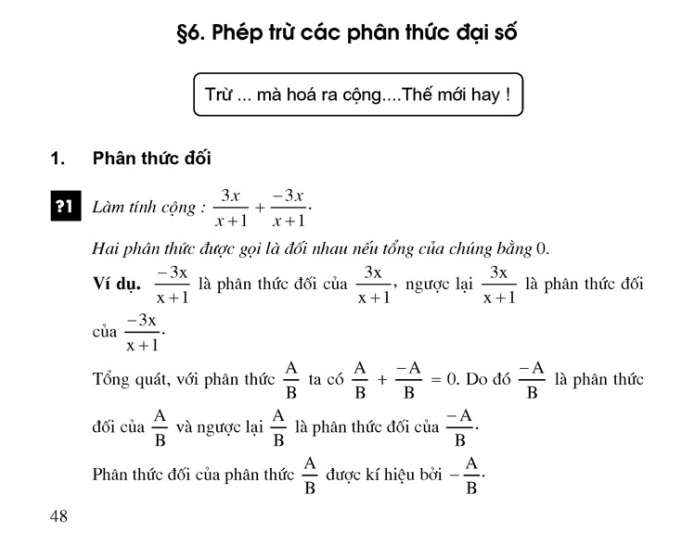 §6. Phép trừ các phân thức đại số
Trừ ... mà hoá ra cộng....Thế mới hay !
1. Phân thức đối
?1 Làm tính cộng : \frac{3x}{x+1} + \frac{-3x}{x+1}.
Hai phân thức được gọi là đối nhau nếu tổng của chúng bằng 0.
Ví dụ. \frac{-3x}{x+1} là phân thức đối của \frac{3x}{x+1}, ngược lại \frac{3x}{x+1} là phân thức đối
của \frac{-3x}{x+1}.
Tổng quát, với phân thức \frac{A}{B} ta có \frac{A}{B} + \frac{-A}{B} = 0. Do đó \frac{-A}{B} là phân thức
đối của \frac{A}{B} và ngược lại \frac{A}{B} là phân thức đối của \frac{-A}{B}.
Phân thức đối của phân thức \frac{A}{B} được kí hiệu bởi -\frac{A}{B}.
48